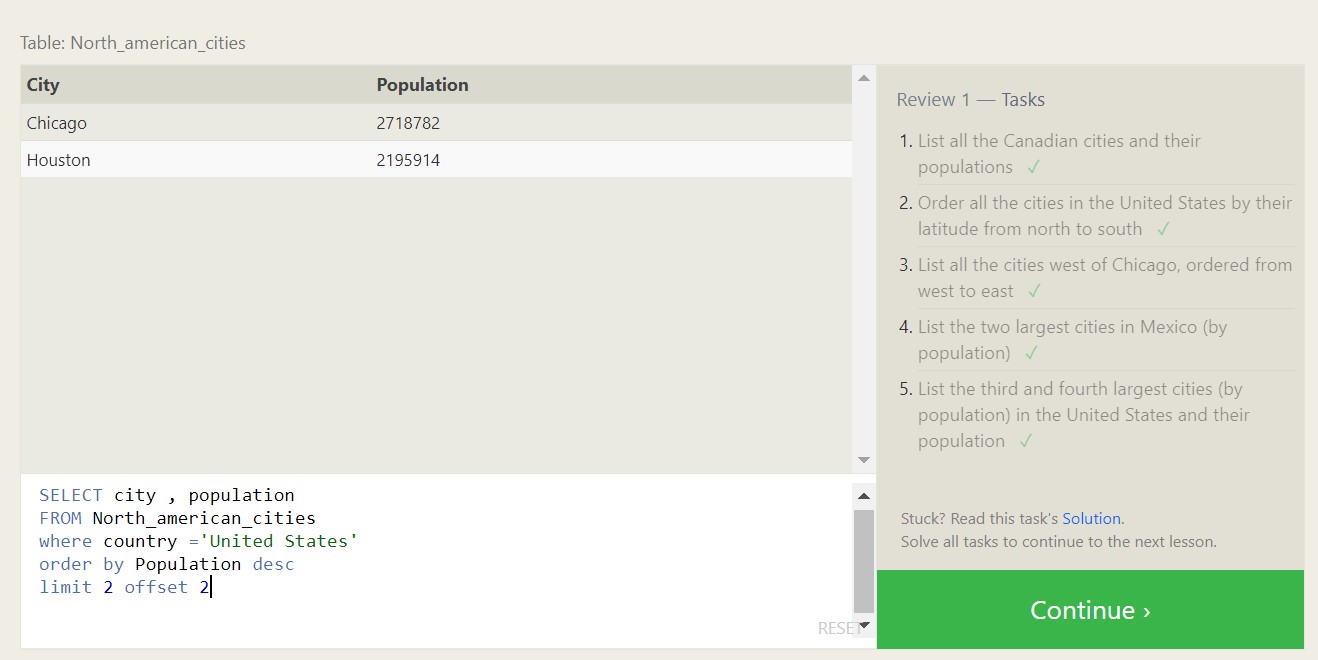 Table: North_american_cities
City Population
Chicago 2718782
Houston 2195914
SELECT city , population
FROM North_american_cities
where country ='United States'
order by Population desc
limit 2 offset 2
RESET
Review 1 — Tasks
1. List all the Canadian cities and their
populations ✓
2. Order all the cities in the United States by their
latitude from north to south ✓
3. List all the cities west of Chicago, ordered from
west to east ✓
4. List the two largest cities in Mexico (by
population) ✓
5. List the third and fourth largest cities (by
population) in the United States and their
population ✓
Stuck? Read this task's Solution.
Solve all tasks to continue to the next lesson.
Continue ›